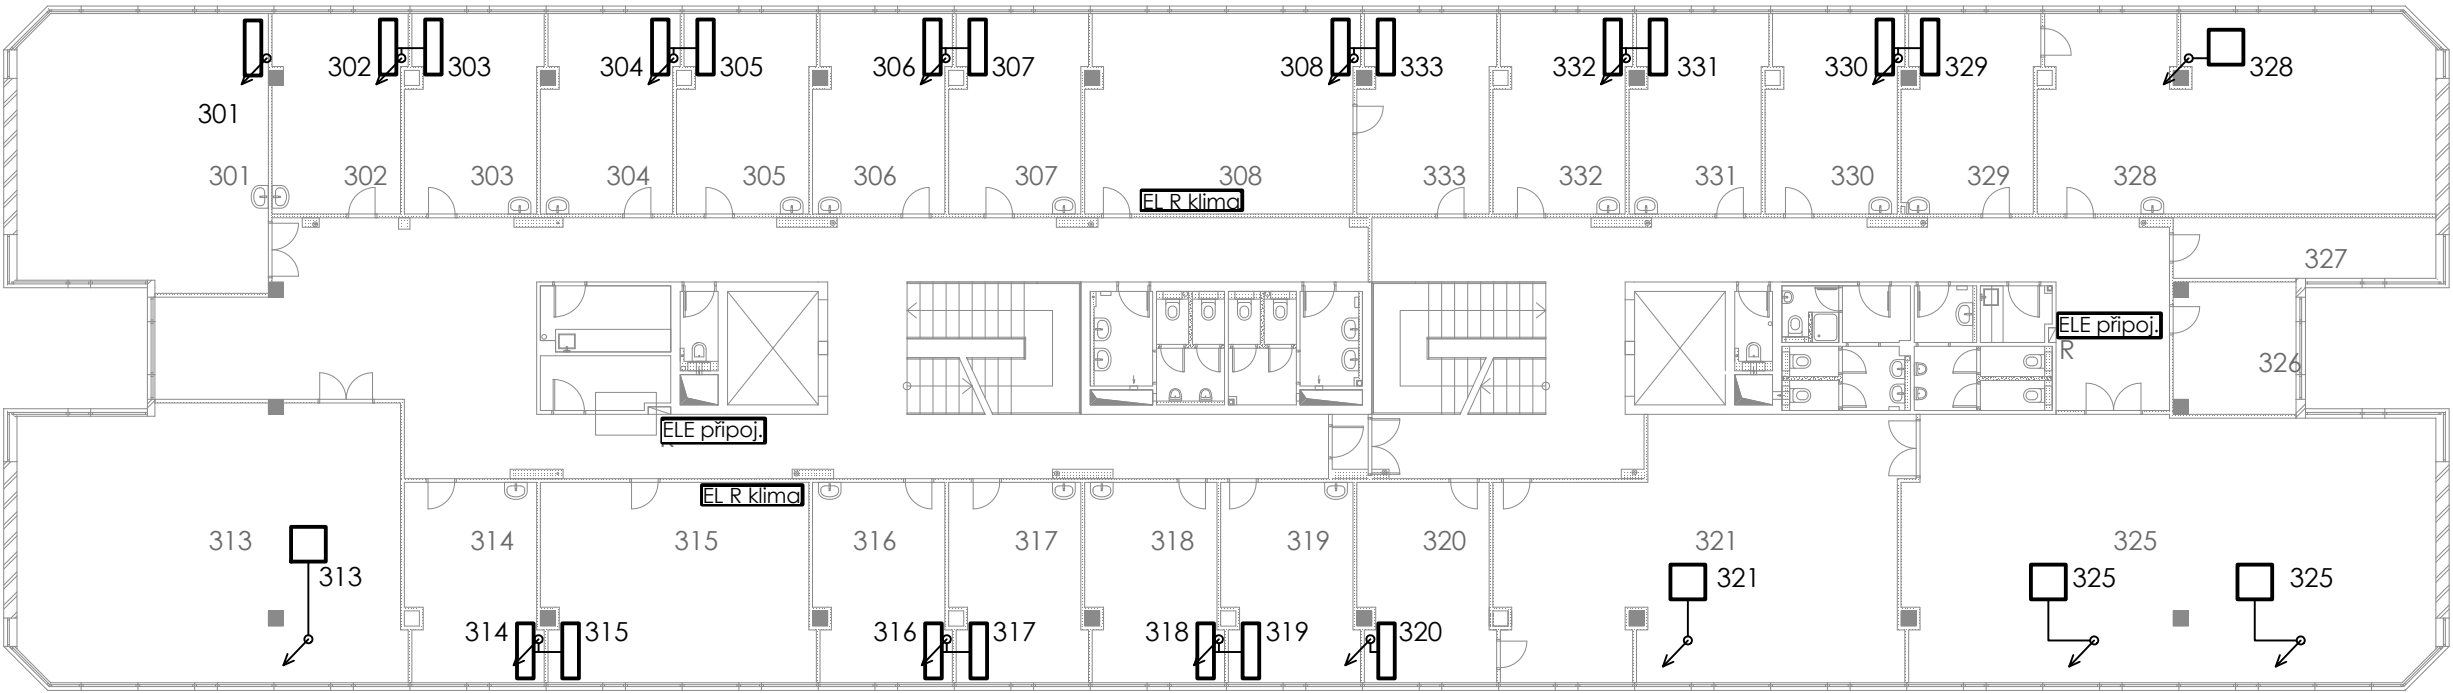 302 303 304 305 306 307 308 333 332 331 330 329 328
301
301 302 303 304 305 306 307 308 333 332 331 330 329 328
EL R klima
327
ELE připoj.
R
326
ELE připoj.
EL R klima
313 314 315 316 317 318 319 320 321 325
313 321 325 325
314 315 316 317 318 319 320